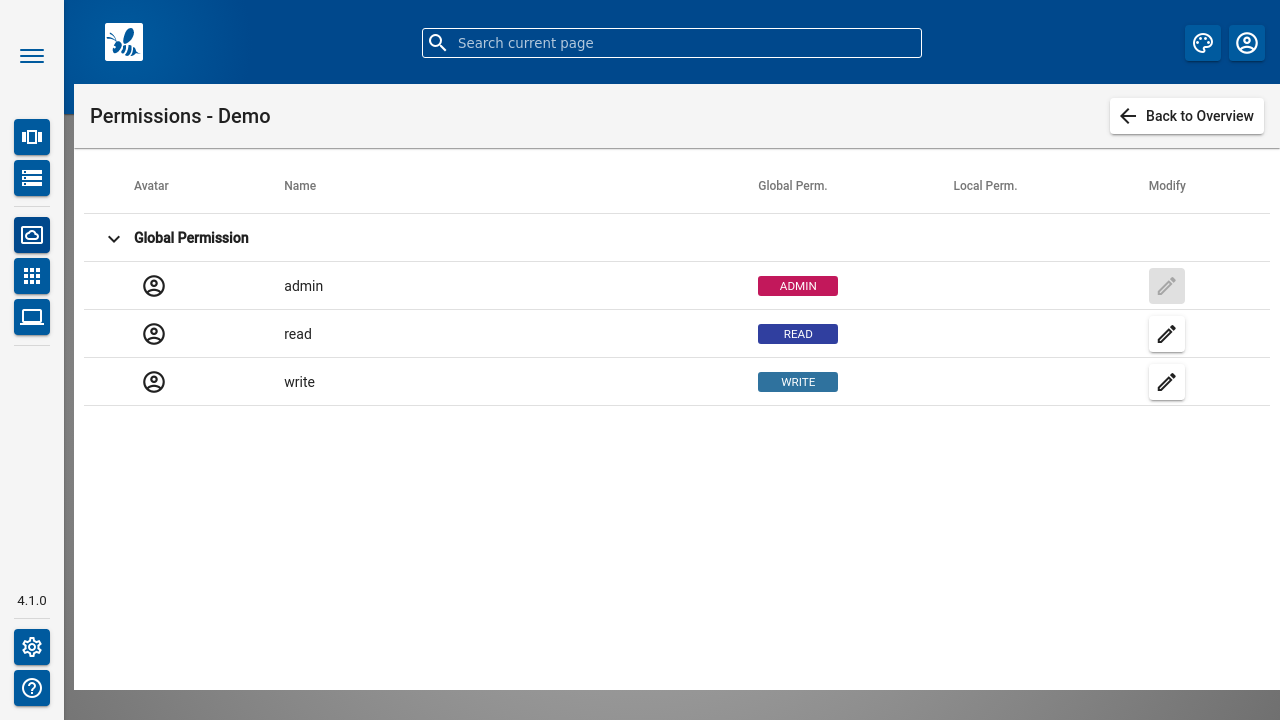 Search current page
Permissions - Demo
Back to Overview
Avatar Name Global Perm. Local Perm. Modify
Global Permission
admin ADMIN
read READ
write WRITE
4.1.0